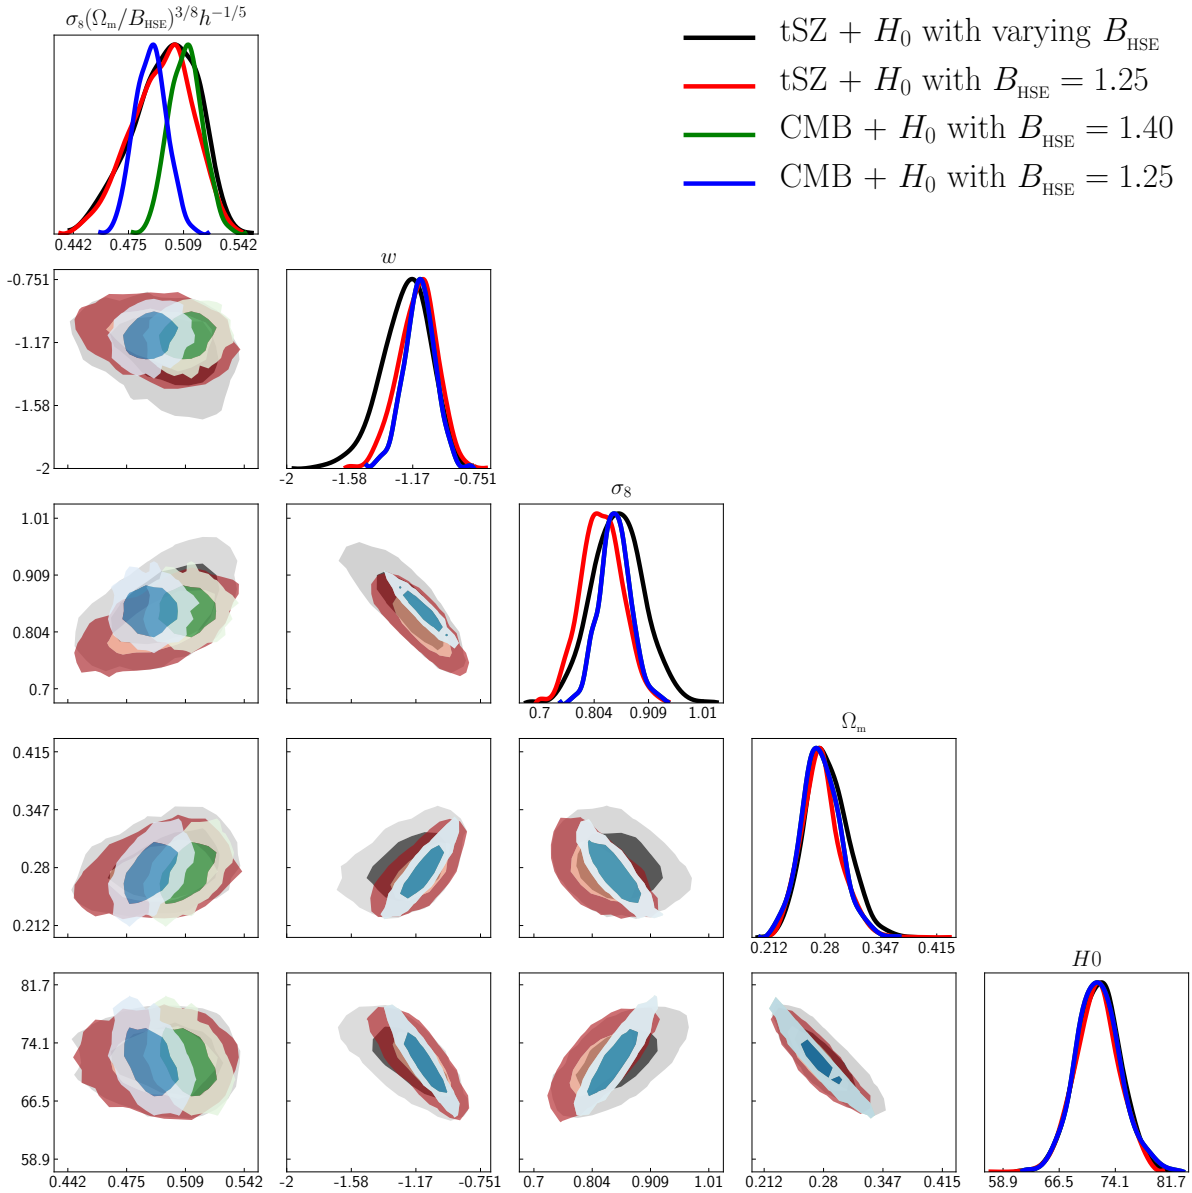 σ₈(Ωₘ/B_HSE)^{3/8}h^{−1/5}
tSZ + H₀ with varying B_HSE
tSZ + H₀ with B_HSE = 1.25
CMB + H₀ with B_HSE = 1.40
CMB + H₀ with B_HSE = 1.25
0.442 0.475 0.509 0.542
w
-0.751
-1.17
-1.58
-2
-2 -1.58 -1.17 -0.751
σ₈
1.01
0.909
0.804
0.7
0.7 0.804 0.909 1.01
Ωₘ
0.415
0.347
0.28
0.212
0.212 0.28 0.347 0.415
H0
81.7
74.1
66.5
58.9
0.442 0.475 0.509 0.542 -2 -1.58 -1.17 -0.751 0.7 0.804 0.909 1.01 0.212 0.28 0.347 0.415 58.9 66.5 74.1 81.7